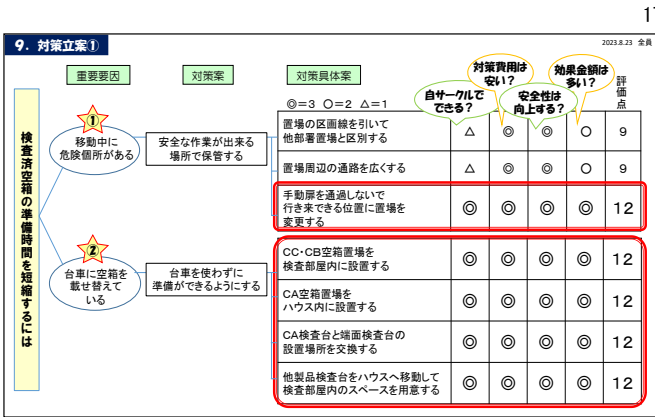 17
9．対策立案①
2023.8.23 全員
重要要因
対策案
対策具体案
◎=3 ○=2 △=1
自サークルで
できる？
対策費用は
安い？
安全性は
向上する？
効果金額は
多い？
評価点
検査済空箱の準備時間を短縮するには
①
移動中に
危険個所がある
安全な作業が出来る
場所で保管する
置場の区画線を引いて
他部署置場と区別する
△ ◎ ◎ ○ 9
置場周辺の通路を広くする
△ ◎ ◎ ○ 9
手動扉を通過しないで
行き来できる位置に置場を
変更する
◎ ◎ ◎ ◎ 12
②
台車に空箱を
載せ替えて
いる
台車を使わずに
準備ができるようにする
CC・CB空箱置場を
検査部屋内に設置する
◎ ◎ ◎ ◎ 12
CA空箱置場を
ハウス内に設置する
◎ ◎ ◎ ◎ 12
CA検査台と端面検査台の
設置場所を交換する
◎ ◎ ◎ ◎ 12
他製品検査台をハウスへ移動して
検査部屋内のスペースを用意する
◎ ◎ ◎ ◎ 12